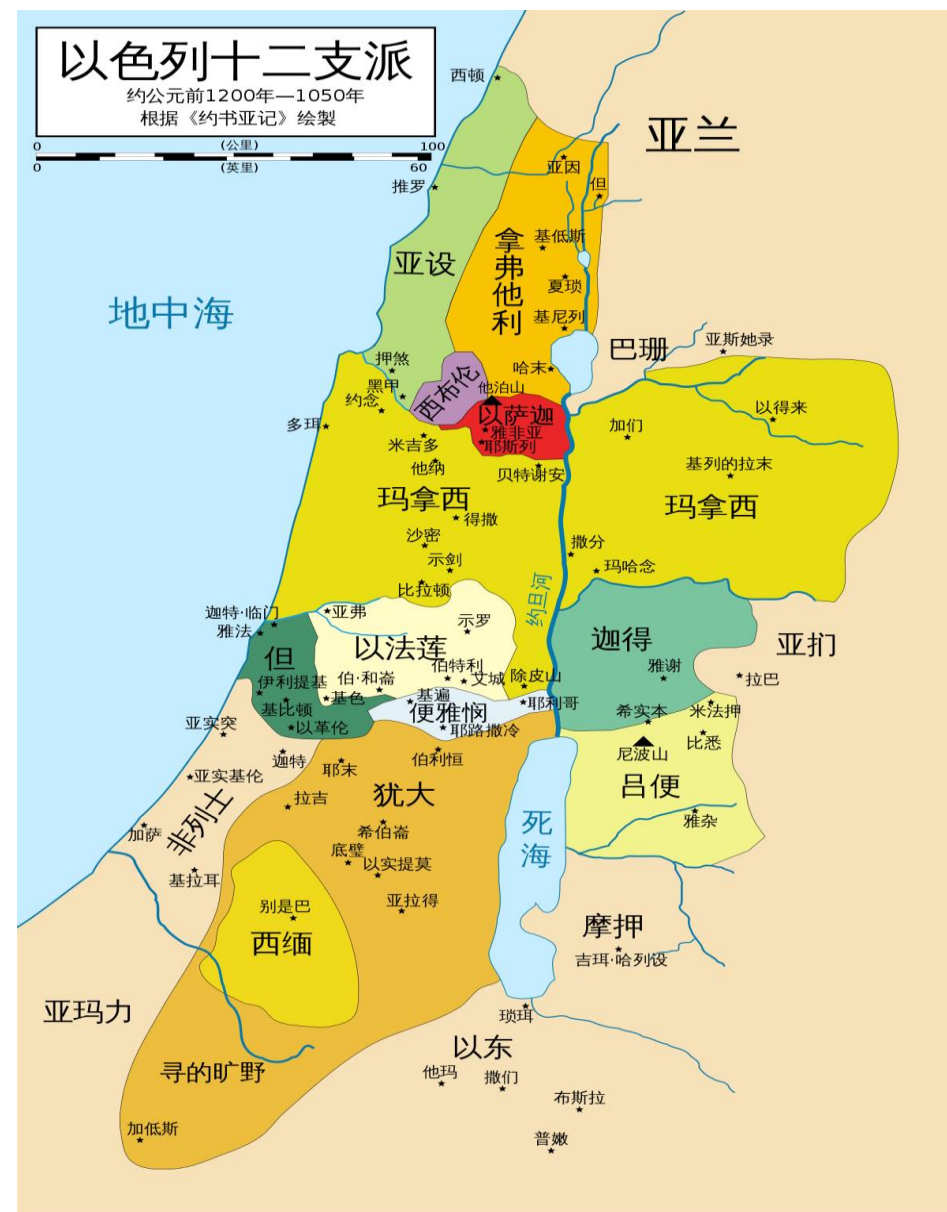 以色列十二支派
约公元前1200年—1050年
根据《约书亚记》绘製
0 (公里) 100
0 (英里) 60
西顿
亚兰
亚因
但
推罗
拿弗他利
基低斯
亚设
夏琐
地中海
基尼列
巴珊
亚斯她录
押煞
哈末
西布伦
他泊山
黑甲
约念
以萨迦
以得来
多珥
雅非亚
加们
米吉多
耶斯列
他纳
贝特谢安
基列的拉末
玛拿西
玛拿西
得撒
沙密
撒分
示剑
玛哈念
比拉顿
约旦河
迦特·临门
亚弗
雅法
示罗
迦得
以法莲
但
亚扪
伯特利
雅谢
伊利提基
伯·和崙
艾城
除皮山
拉巴
基色
基遍
基比顿
便雅悯
耶利哥
希实本
米法押
亚实突
以革伦
耶路撒冷
比悉
迦特
伯利恒
尼波山
亚实基伦
耶末
吕便
拉吉
犹大
非列士
加萨
希伯崙
死海
雅杂
底璧
以实提莫
基拉耳
亚拉得
别是巴
西缅
摩押
吉珥·哈列设
亚玛力
琐珥
以东
寻的旷野
他玛
撒们
布斯拉
加低斯
普嫩